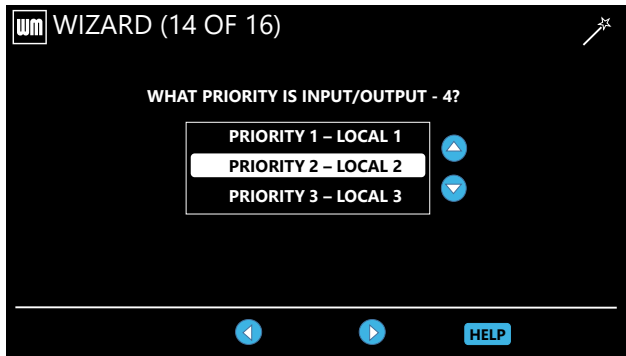 wm WIZARD (14 OF 16)
WHAT PRIORITY IS INPUT/OUTPUT - 4?
PRIORITY 1 – LOCAL 1
PRIORITY 2 – LOCAL 2
PRIORITY 3 – LOCAL 3
HELP